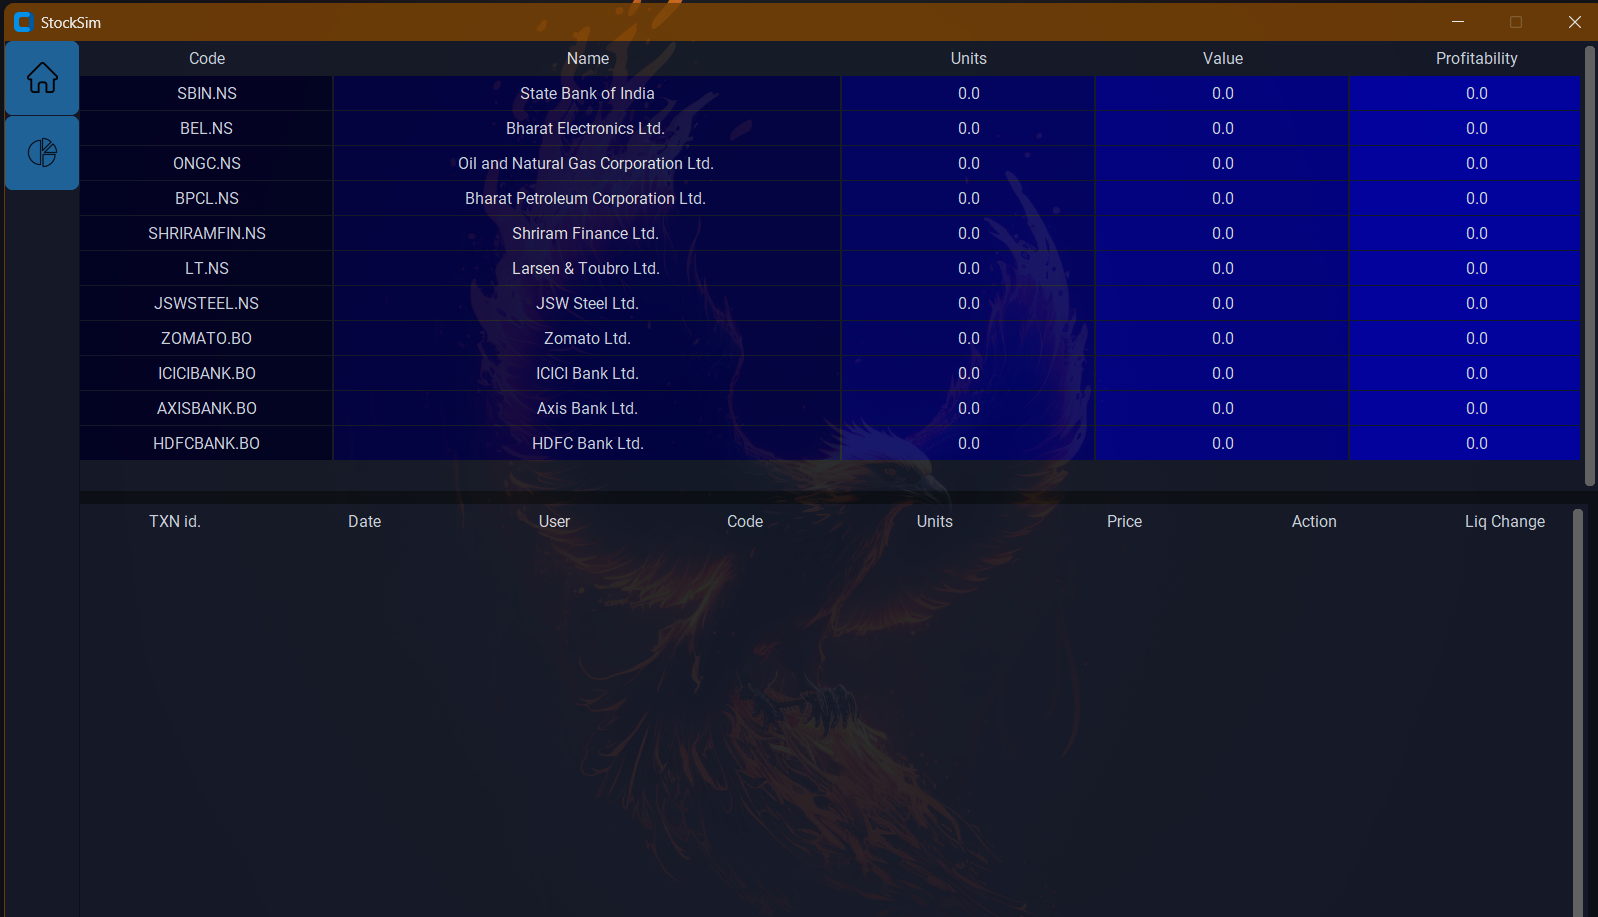 StockSim
Code Name Units Value Profitability
SBIN.NS State Bank of India 0.0 0.0 0.0
BEL.NS Bharat Electronics Ltd. 0.0 0.0 0.0
ONGC.NS Oil and Natural Gas Corporation Ltd. 0.0 0.0 0.0
BPCL.NS Bharat Petroleum Corporation Ltd. 0.0 0.0 0.0
SHRIRAMFIN.NS Shriram Finance Ltd. 0.0 0.0 0.0
LT.NS Larsen & Toubro Ltd. 0.0 0.0 0.0
JSWSTEEL.NS JSW Steel Ltd. 0.0 0.0 0.0
ZOMATO.BO Zomato Ltd. 0.0 0.0 0.0
ICICIBANK.BO ICICI Bank Ltd. 0.0 0.0 0.0
AXISBANK.BO Axis Bank Ltd. 0.0 0.0 0.0
HDFCBANK.BO HDFC Bank Ltd. 0.0 0.0 0.0
TXN id. Date User Code Units Price Action Liq Change